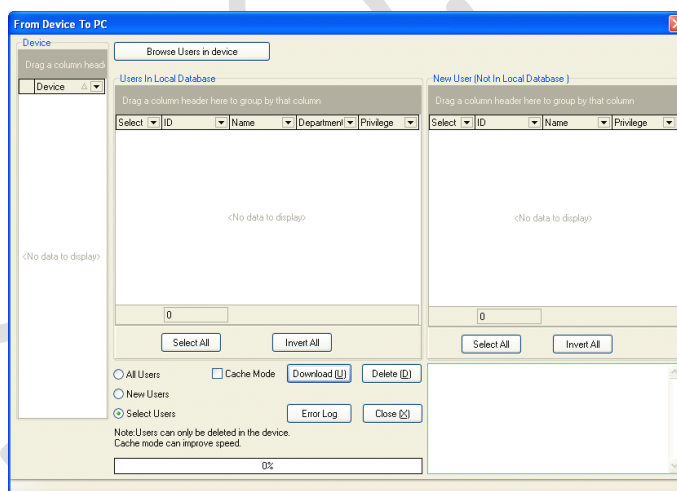 From Device To PC
Device
Browse Users in device
Drag a column head
Device
<No data to display>
Users In Local Database
Drag a column header here to group by that column
Select ID Name Department Privilege
<No data to display>
0
Select All Invert All
New User (Not In Local Database )
Drag a column header here to group by that column
Select ID Name Privilege
<No data to display>
0
Select All Invert All
All Users Cache Mode Download (U) Delete (D)
New Users
Select Users Error Log Close (X)
Note:Users can only be deleted in the device.
Cache mode can improve speed.
0%